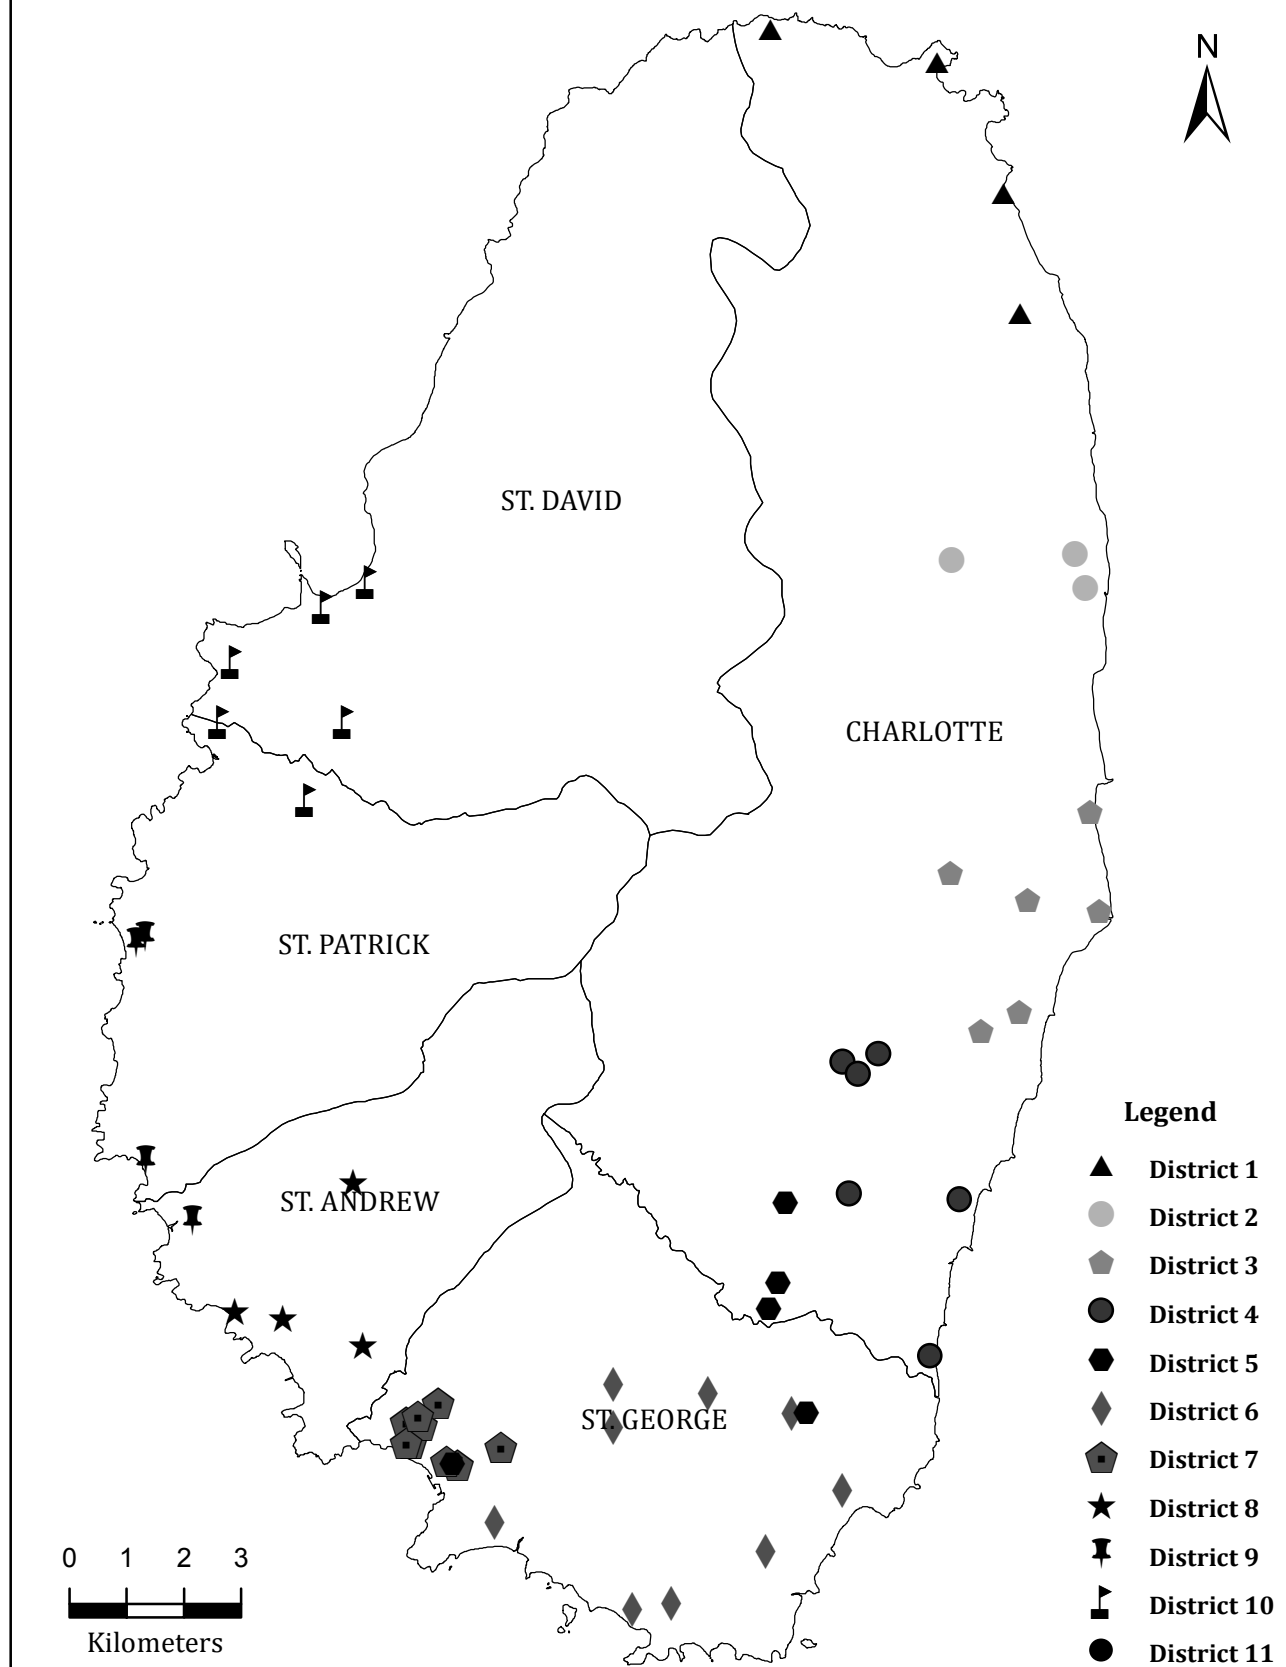 N
ST. DAVID
CHARLOTTE
ST. PATRICK
ST. ANDREW
ST. GEORGE
Legend
District 1
District 2
District 3
District 4
District 5
District 6
District 7
District 8
District 9
District 10
District 11
0 1 2 3
Kilometers